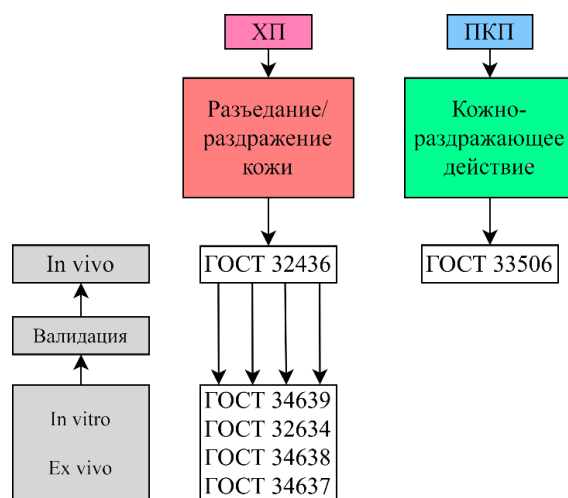 ХП
ПКП
Разъедание/
раздражение
кожи
Кожно-
раздражающее
действие
In vivo
ГОСТ 32436
ГОСТ 33506
Валидация
In vitro
Ex vivo
ГОСТ 34639
ГОСТ 32634
ГОСТ 34638
ГОСТ 34637